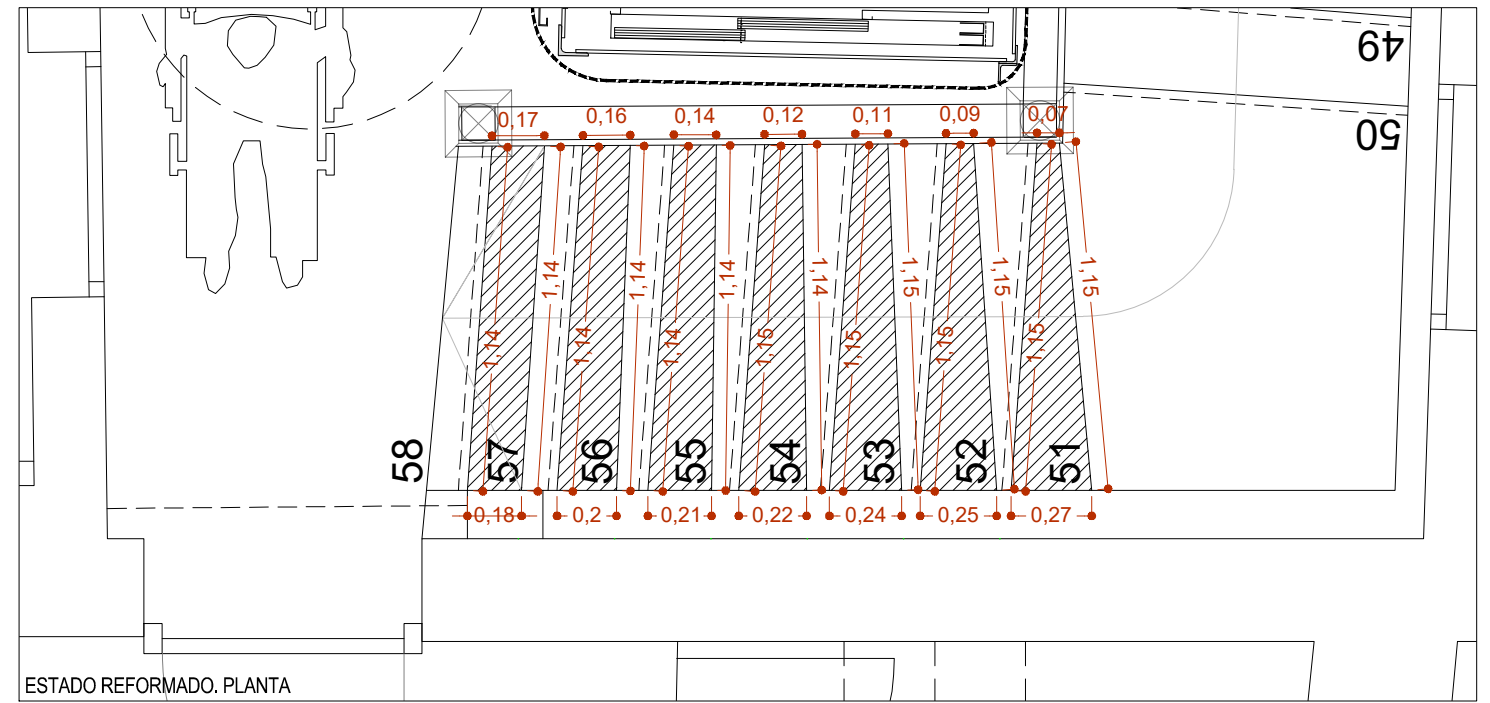 49
50
0,17 0,16 0,14 0,12 0,11 0,09 0,07
1,14 1,14 1,14 1,14 1,15 1,15 1,15
1,14 1,14 1,14 1,15 1,15 1,15 1,15
58 57 56 55 54 53 52 51
0,18 0,2 0,21 0,22 0,24 0,25 0,27
ESTADO REFORMADO. PLANTA